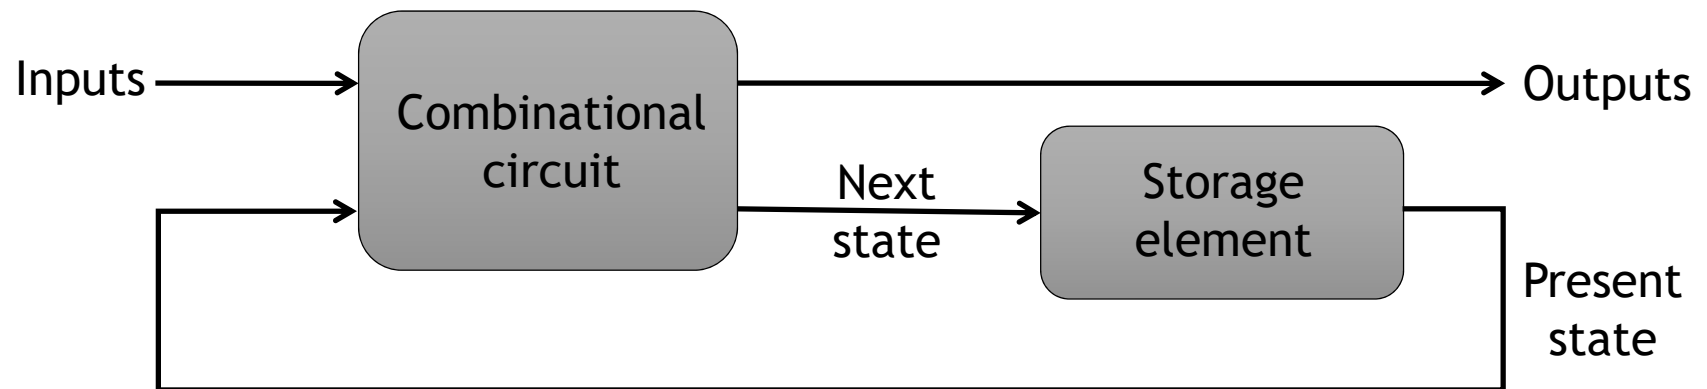 Inputs
Combinational
circuit
Outputs
Next
state
Storage
element
Present
state